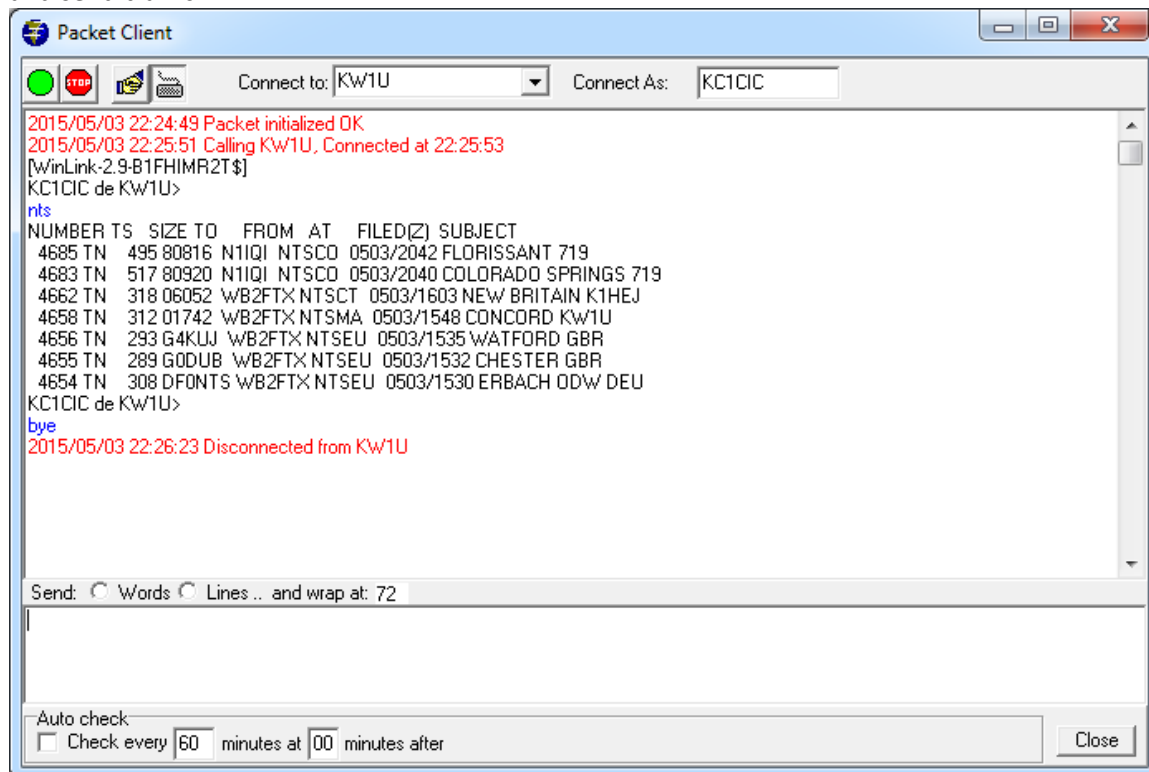 Packet Client
STOP Connect to: KW1U Connect As: KC1CIC
2015/05/03 22:24:49 Packet initialized OK
2015/05/03 22:25:51 Calling KW1U, Connected at 22:25:53
[WinLink-2.9-B1FHIMR2T$]
KC1CIC de KW1U>
nts
NUMBER TS SIZE TO FROM AT FILED(Z) SUBJECT
4685 TN 495 80816 N1IQI NTSCO 0503/2042 FLORISSANT 719
4683 TN 517 80920 N1IQI NTSCO 0503/2040 COLORADO SPRINGS 719
4662 TN 318 06052 WB2FTX NTSCT 0503/1603 NEW BRITAIN K1HEJ
4658 TN 312 01742 WB2FTX NTSMA 0503/1548 CONCORD KW1U
4656 TN 293 G4KUJ WB2FTX NTSEU 0503/1535 WATFORD GBR
4655 TN 289 G0DUB WB2FTX NTSEU 0503/1532 CHESTER GBR
4654 TN 308 DF0NTS WB2FTX NTSEU 0503/1530 ERBACH ODW DEU
KC1CIC de KW1U>
bye
2015/05/03 22:26:23 Disconnected from KW1U
Send: Words Lines .. and wrap at: 72
Auto check
Check every 60 minutes at 00 minutes after
Close